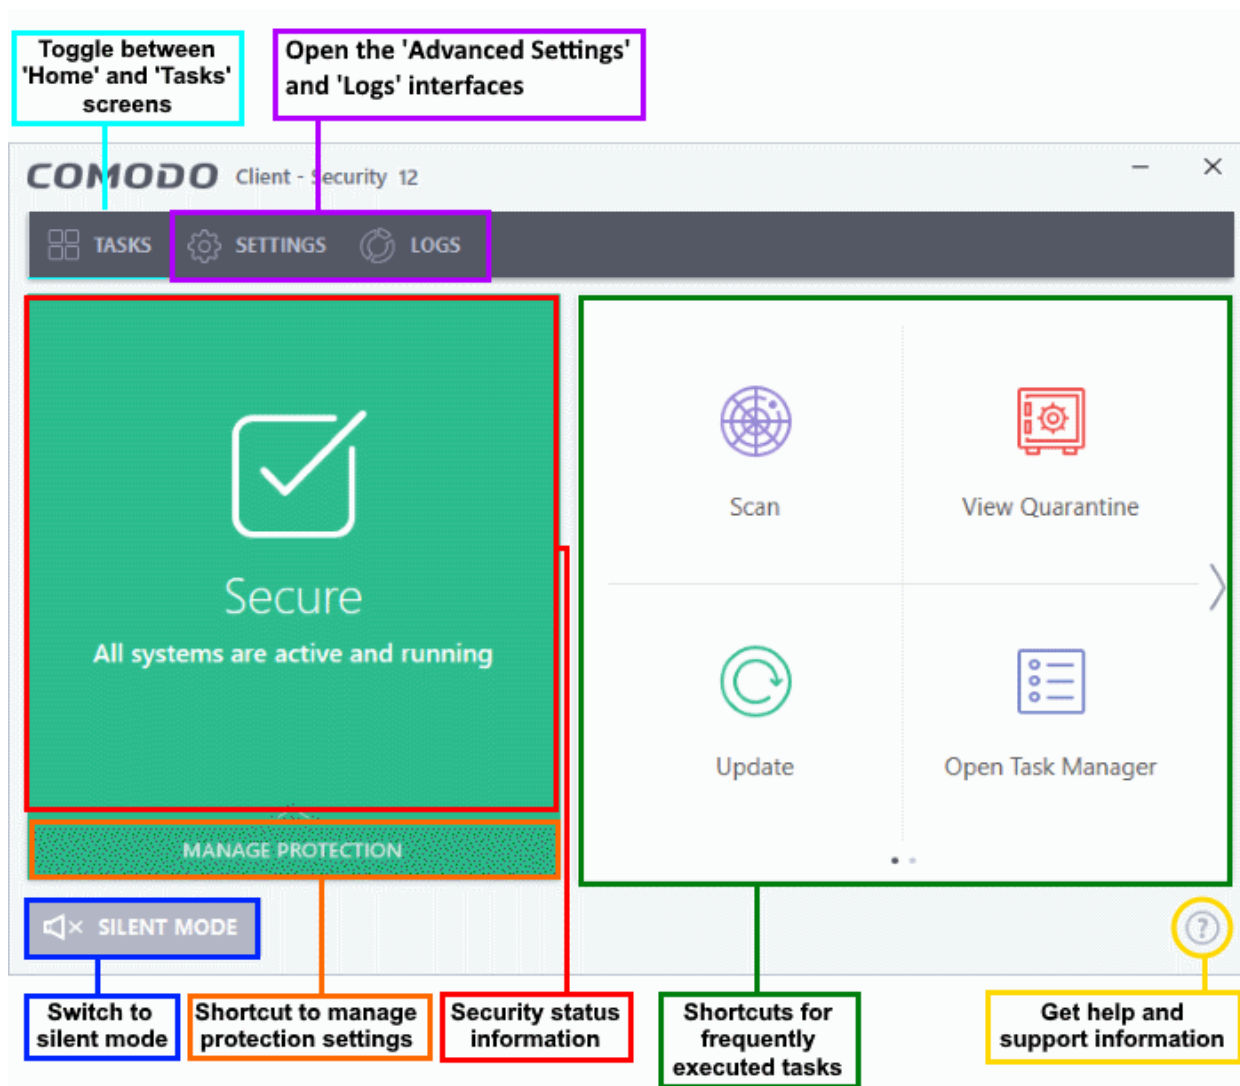 Toggle between
'Home' and 'Tasks'
screens
Open the 'Advanced Settings'
and 'Logs' interfaces
COMODO Client - Security 12
TASKS SETTINGS LOGS
Secure
All systems are active and running
MANAGE PROTECTION
Scan
View Quarantine
Update
Open Task Manager
SILENT MODE
?
Switch to
silent mode
Shortcut to manage
protection settings
Security status
information
Shortcuts for
frequently
executed tasks
Get help and
support information